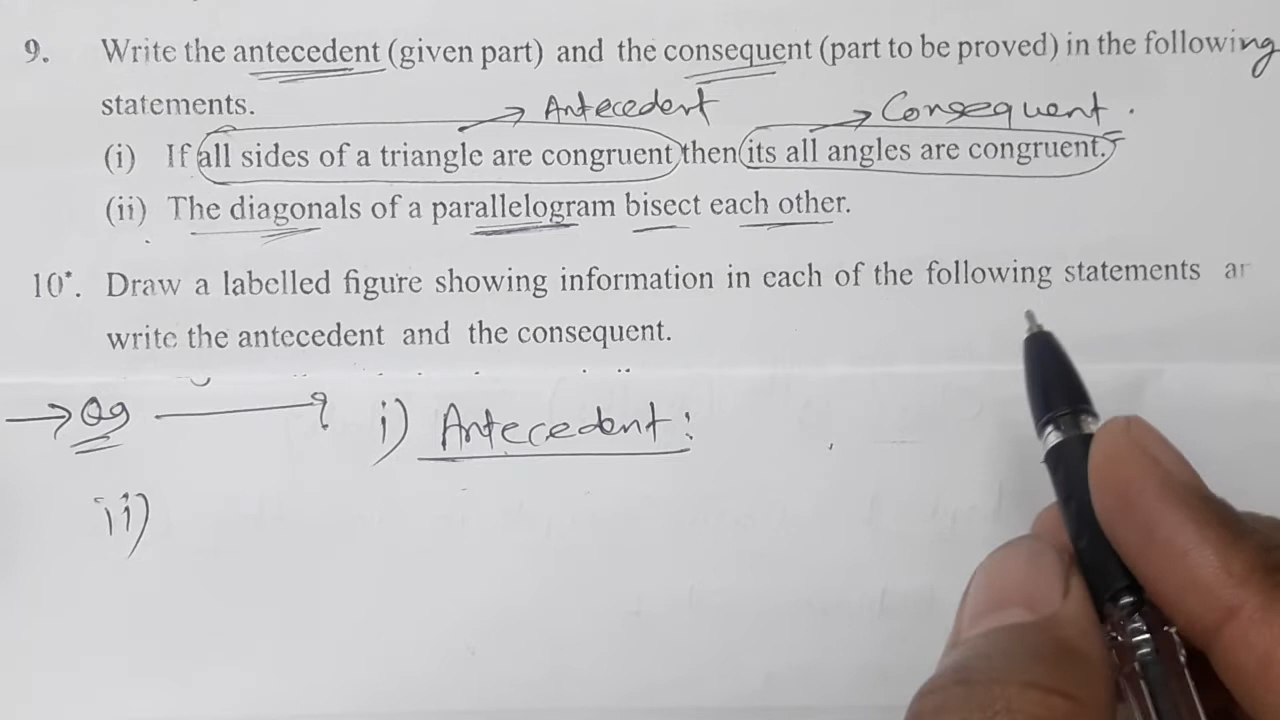 9. Write the antecedent (given part) and the consequent (part to be proved) in the following
statements.
→ Antecedent → Consequent.
(i) If all sides of a triangle are congruent then its all angles are congruent.
(ii) The diagonals of a parallelogram bisect each other.
10*. Draw a labelled figure showing information in each of the following statements
write the antecedent and the consequent.
i) Antecedent:
ii)